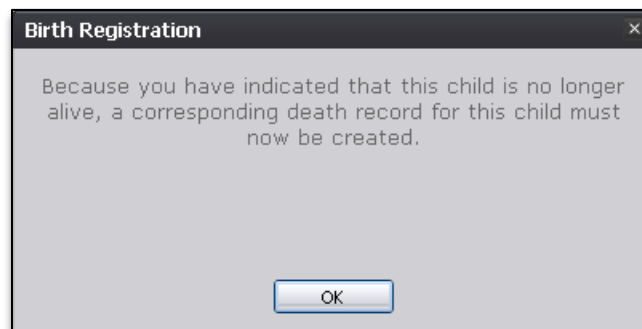 Birth Registration
Because you have indicated that this child is no longer
alive, a corresponding death record for this child must
now be created.
OK